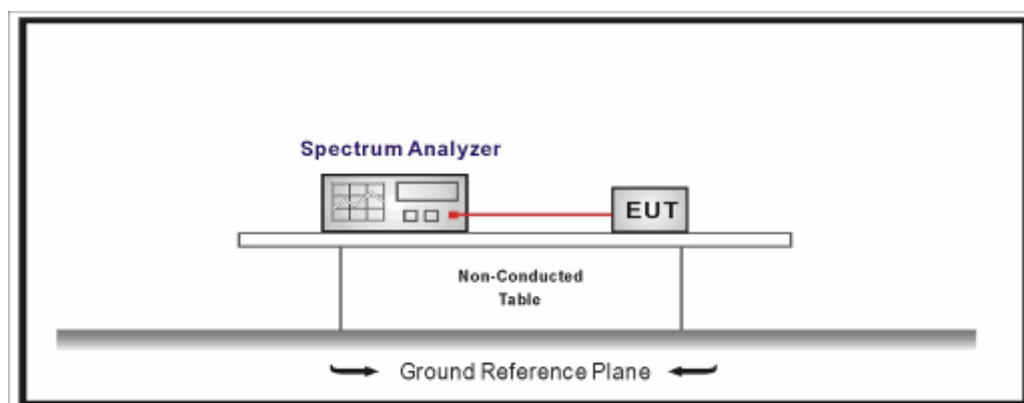 Spectrum Analyzer
EUT
Non-Conducted
Table
Ground Reference Plane